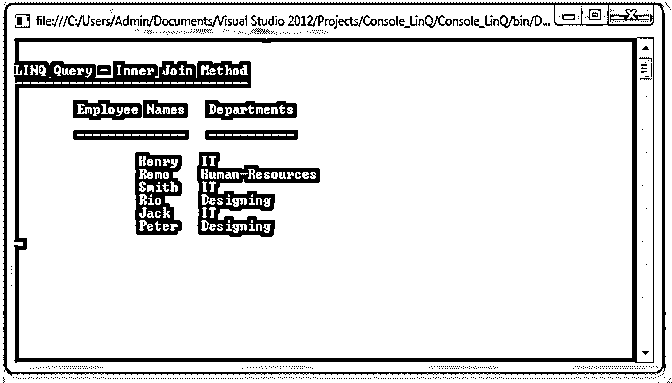 file:///C:/Users/Admin/Documents/Visual Studio 2012/Projects/Console_LinQ/Console_LinQ/bin/D...
LINQ Query - Inner Join Method
Employee Names Departments
Henry IT
Remo Human-Resources
Smith IT
Rio Designing
Jack IT
Peter Designing